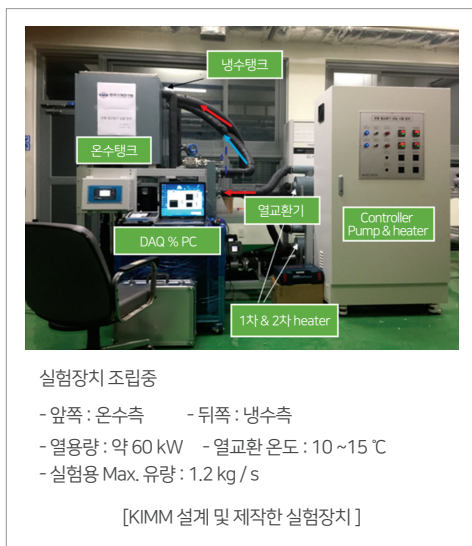 냉수탱크
온수탱크
열교환기
Controller
Pump & heater
DAQ % PC
1차 & 2차 heater
실험장치 조립중
- 앞쪽 : 온수측 - 뒤쪽 : 냉수측
- 열용량 : 약 60 kW - 열교환 온도 : 10 ~15 ℃
- 실험용 Max. 유량 : 1.2 kg / s
[KIMM 설계 및 제작한 실험장치 ]